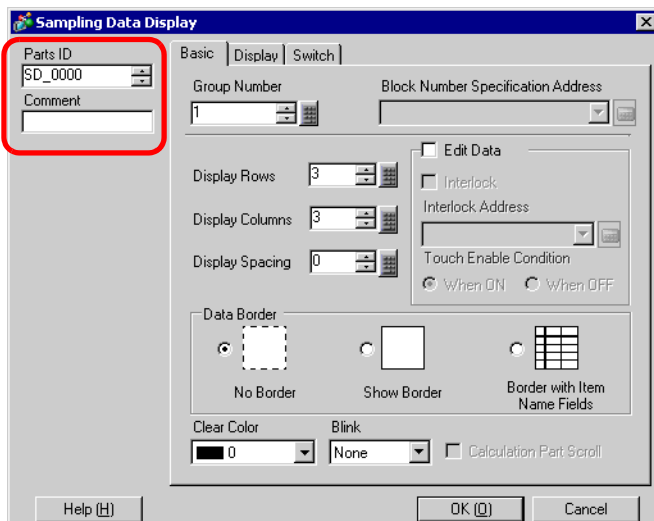 Sampling Data Display
Parts ID
SD_0000
Comment
Basic Display Switch
Group Number
1
Block Number Specification Address
Display Rows 3
Display Columns 3
Display Spacing 0
Edit Data
Interlock
Interlock Address
Touch Enable Condition
When ON When OFF
Data Border
No Border
Show Border
Border with Item
Name Fields
Clear Color
0
Blink
None
Calculation Part Scroll
Help (H)
OK (O)
Cancel